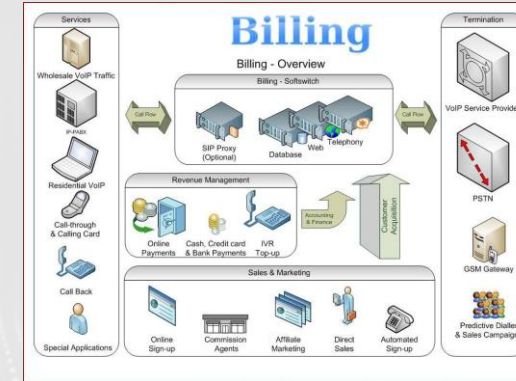 Billing
Billing - Overview
Services
Wholesale VoIP Traffic
IP-PABX
Residential VoIP
Call-through
& Calling Card
Call Back
Special Applications
Call Flow
Billing - Softswitch
SIP Proxy
(Optional)
Database
Web
Telephony
Call Flow
Revenue Management
Online
Payments
Cash, Credit card
& Bank Payments
IVR
Top-up
Accounting
& Finance
Customer
Acquisition
Sales & Marketing
Online
Sign-up
Commission
Agents
Affiliate
Marketing
Direct
Sales
Automated
Sign-up
Termination
VoIP Service Provider
PSTN
GSM Gateway
Predictive Dialler
& Sales Campaign